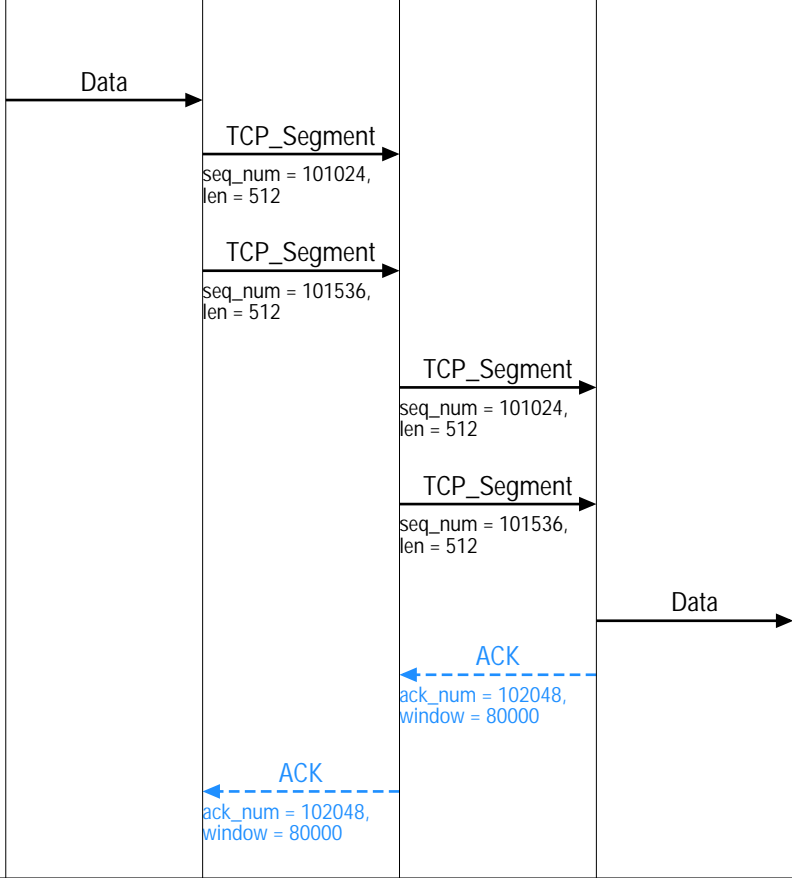 Data
TCP_Segment
seq_num = 101024,
len = 512
TCP_Segment
seq_num = 101536,
len = 512
TCP_Segment
seq_num = 101024,
len = 512
TCP_Segment
seq_num = 101536,
len = 512
Data
ACK
ack_num = 102048,
window = 80000
ACK
ack_num = 102048,
window = 80000